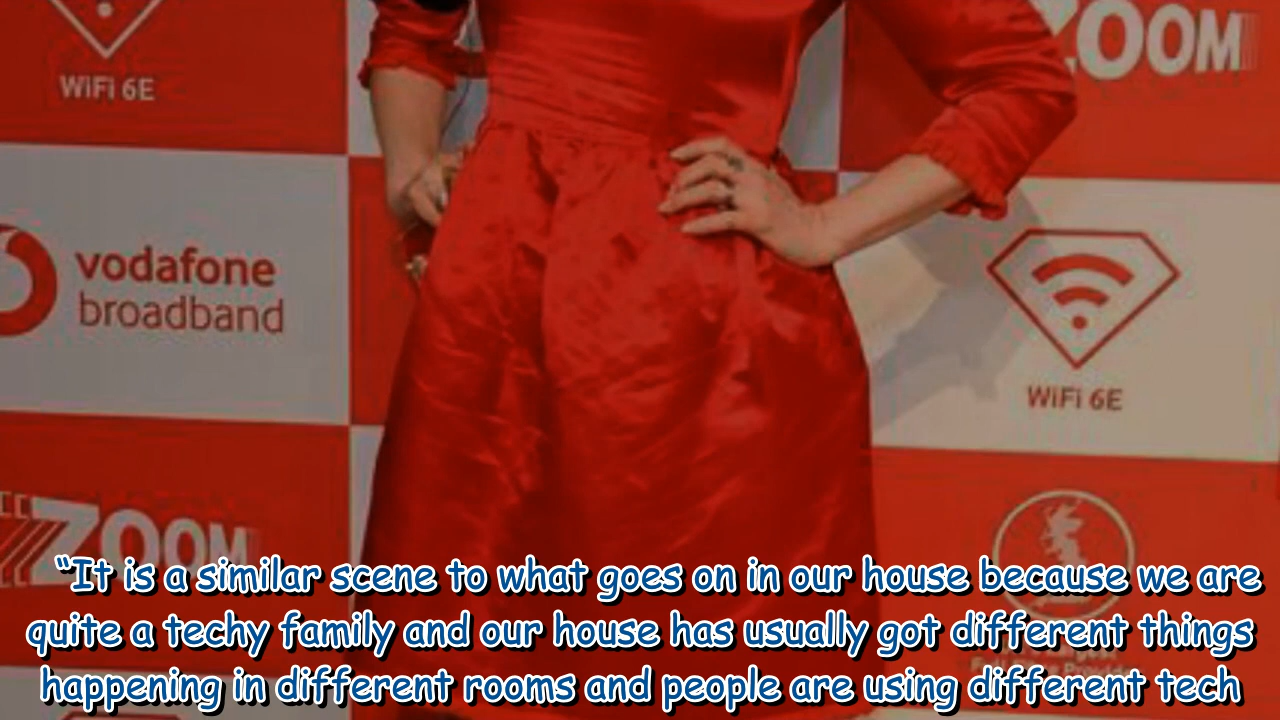 WiFi 6E
ZOOM
vodafone
broadband
WiFi 6E
ZOOM
“It is a similar scene to what goes on in our house because we are
quite a techy family and our house has usually got different things
happening in different rooms and people are using different tech